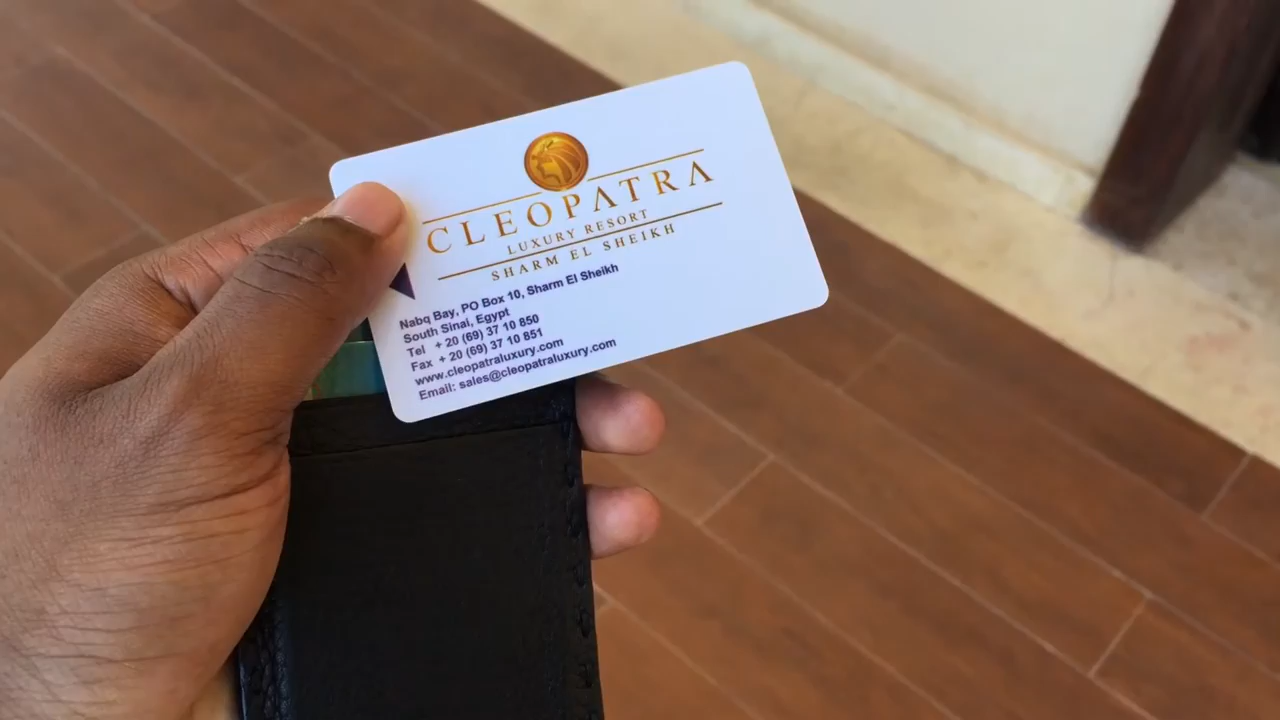 CLEOPATRA
LUXURY RESORT
SHARM EL SHEIKH
Nabq Bay, PO Box 10, Sharm El Sheikh
South Sinai, Egypt
Tel + 20 (69) 37 10 850
Fax + 20 (69) 37 10 851
www.cleopatraluxury.com
Email: sales@cleopatraluxury.com